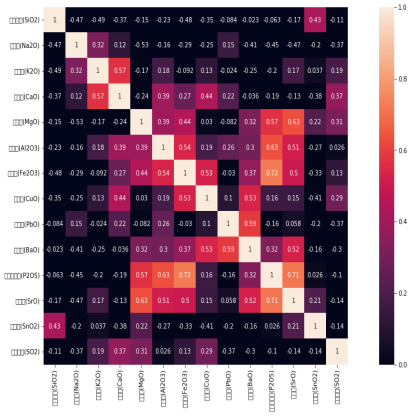 (SiO2) 1 -0.47 -0.49 -0.37 -0.15 -0.23 -0.48 -0.35 -0.084 -0.023 -0.063 -0.17 0.43 -0.11
(Na2O) -0.47 1 0.32 0.12 -0.53 -0.16 -0.29 -0.25 0.15 -0.41 -0.45 -0.47 -0.2 -0.37
(K2O) -0.49 0.32 1 0.57 -0.17 0.18 -0.092 0.13 -0.024 -0.25 -0.2 0.17 0.037 0.19
(CaO) -0.37 0.12 0.57 1 -0.24 0.39 0.27 0.44 0.22 -0.036 -0.19 -0.13 -0.38 0.37
(MgO) -0.15 -0.53 -0.17 -0.24 1 0.39 0.44 0.03 -0.082 0.32 0.57 0.63 0.22 0.31
(Al2O3) -0.23 -0.16 0.18 0.39 0.39 1 0.54 0.19 0.26 0.3 0.63 0.51 -0.27 0.026
(Fe2O3) -0.48 -0.29 -0.092 0.27 0.44 0.54 1 0.53 -0.03 0.37 0.72 0.5 -0.33 0.13
(CuO) -0.35 -0.25 0.13 0.44 0.03 0.19 0.53 1 0.1 0.53 0.16 0.15 -0.41 0.29
(PbO) -0.084 0.15 -0.024 0.22 -0.082 0.26 -0.03 0.1 1 0.59 -0.16 0.058 -0.2 -0.37
(BaO) -0.023 -0.41 -0.25 -0.036 0.32 0.3 0.37 0.53 0.59 1 0.32 0.52 -0.16 -0.3
(P2O5) -0.063 -0.45 -0.2 -0.19 0.57 0.63 0.72 0.16 -0.16 0.32 1 0.71 0.026 -0.1
(SrO) -0.17 -0.47 0.17 -0.13 0.63 0.51 0.5 0.15 0.058 0.52 0.71 1 0.21 -0.14
(SnO2) 0.43 -0.2 0.037 -0.38 0.22 -0.27 -0.33 -0.41 -0.2 -0.16 0.026 0.21 1 -0.14
(SO2) -0.11 -0.37 0.19 0.37 0.31 0.026 0.13 0.29 -0.37 -0.3 -0.1 -0.14 -0.14 1
(SiO2) (Na2O) (K2O) (CaO) (MgO) (Al2O3) (Fe2O3) (CuO) (PbO) (BaO) (P2O5) (SrO) (SnO2) (SO2)
1.0
0.8
0.6
0.4
0.2
0.0